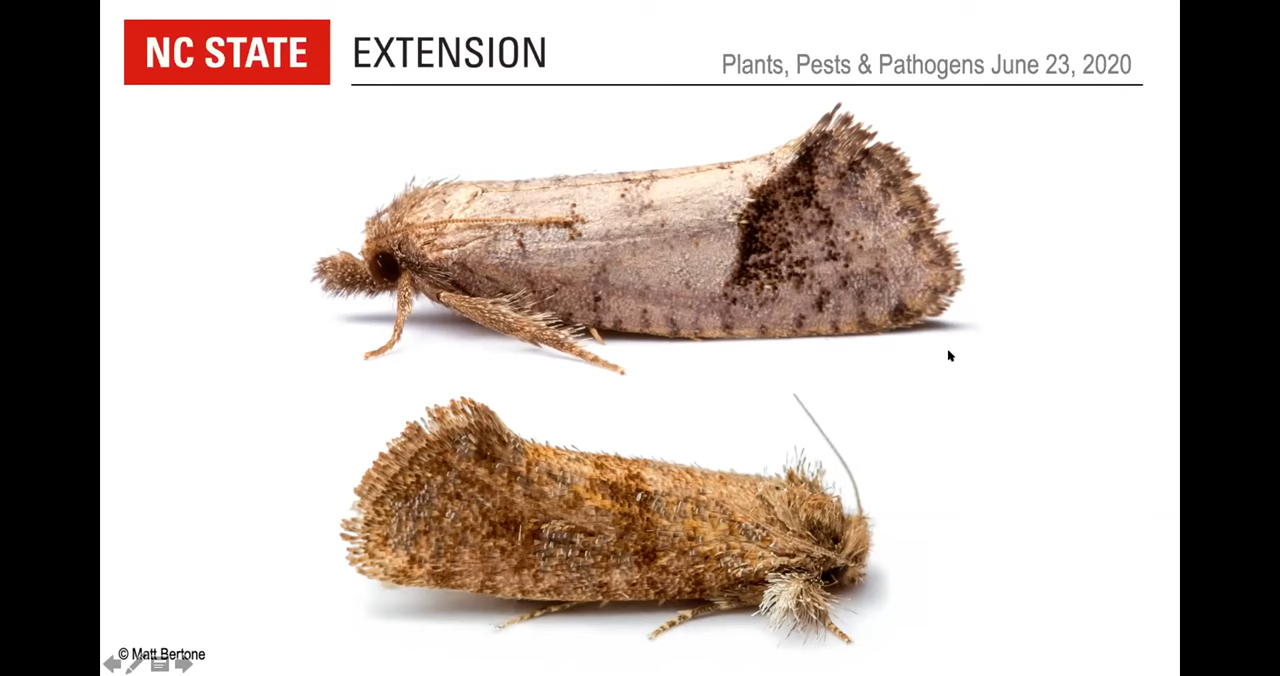 NC STATE EXTENSION
Plants, Pests & Pathogens June 23, 2020
© Matt Bertone